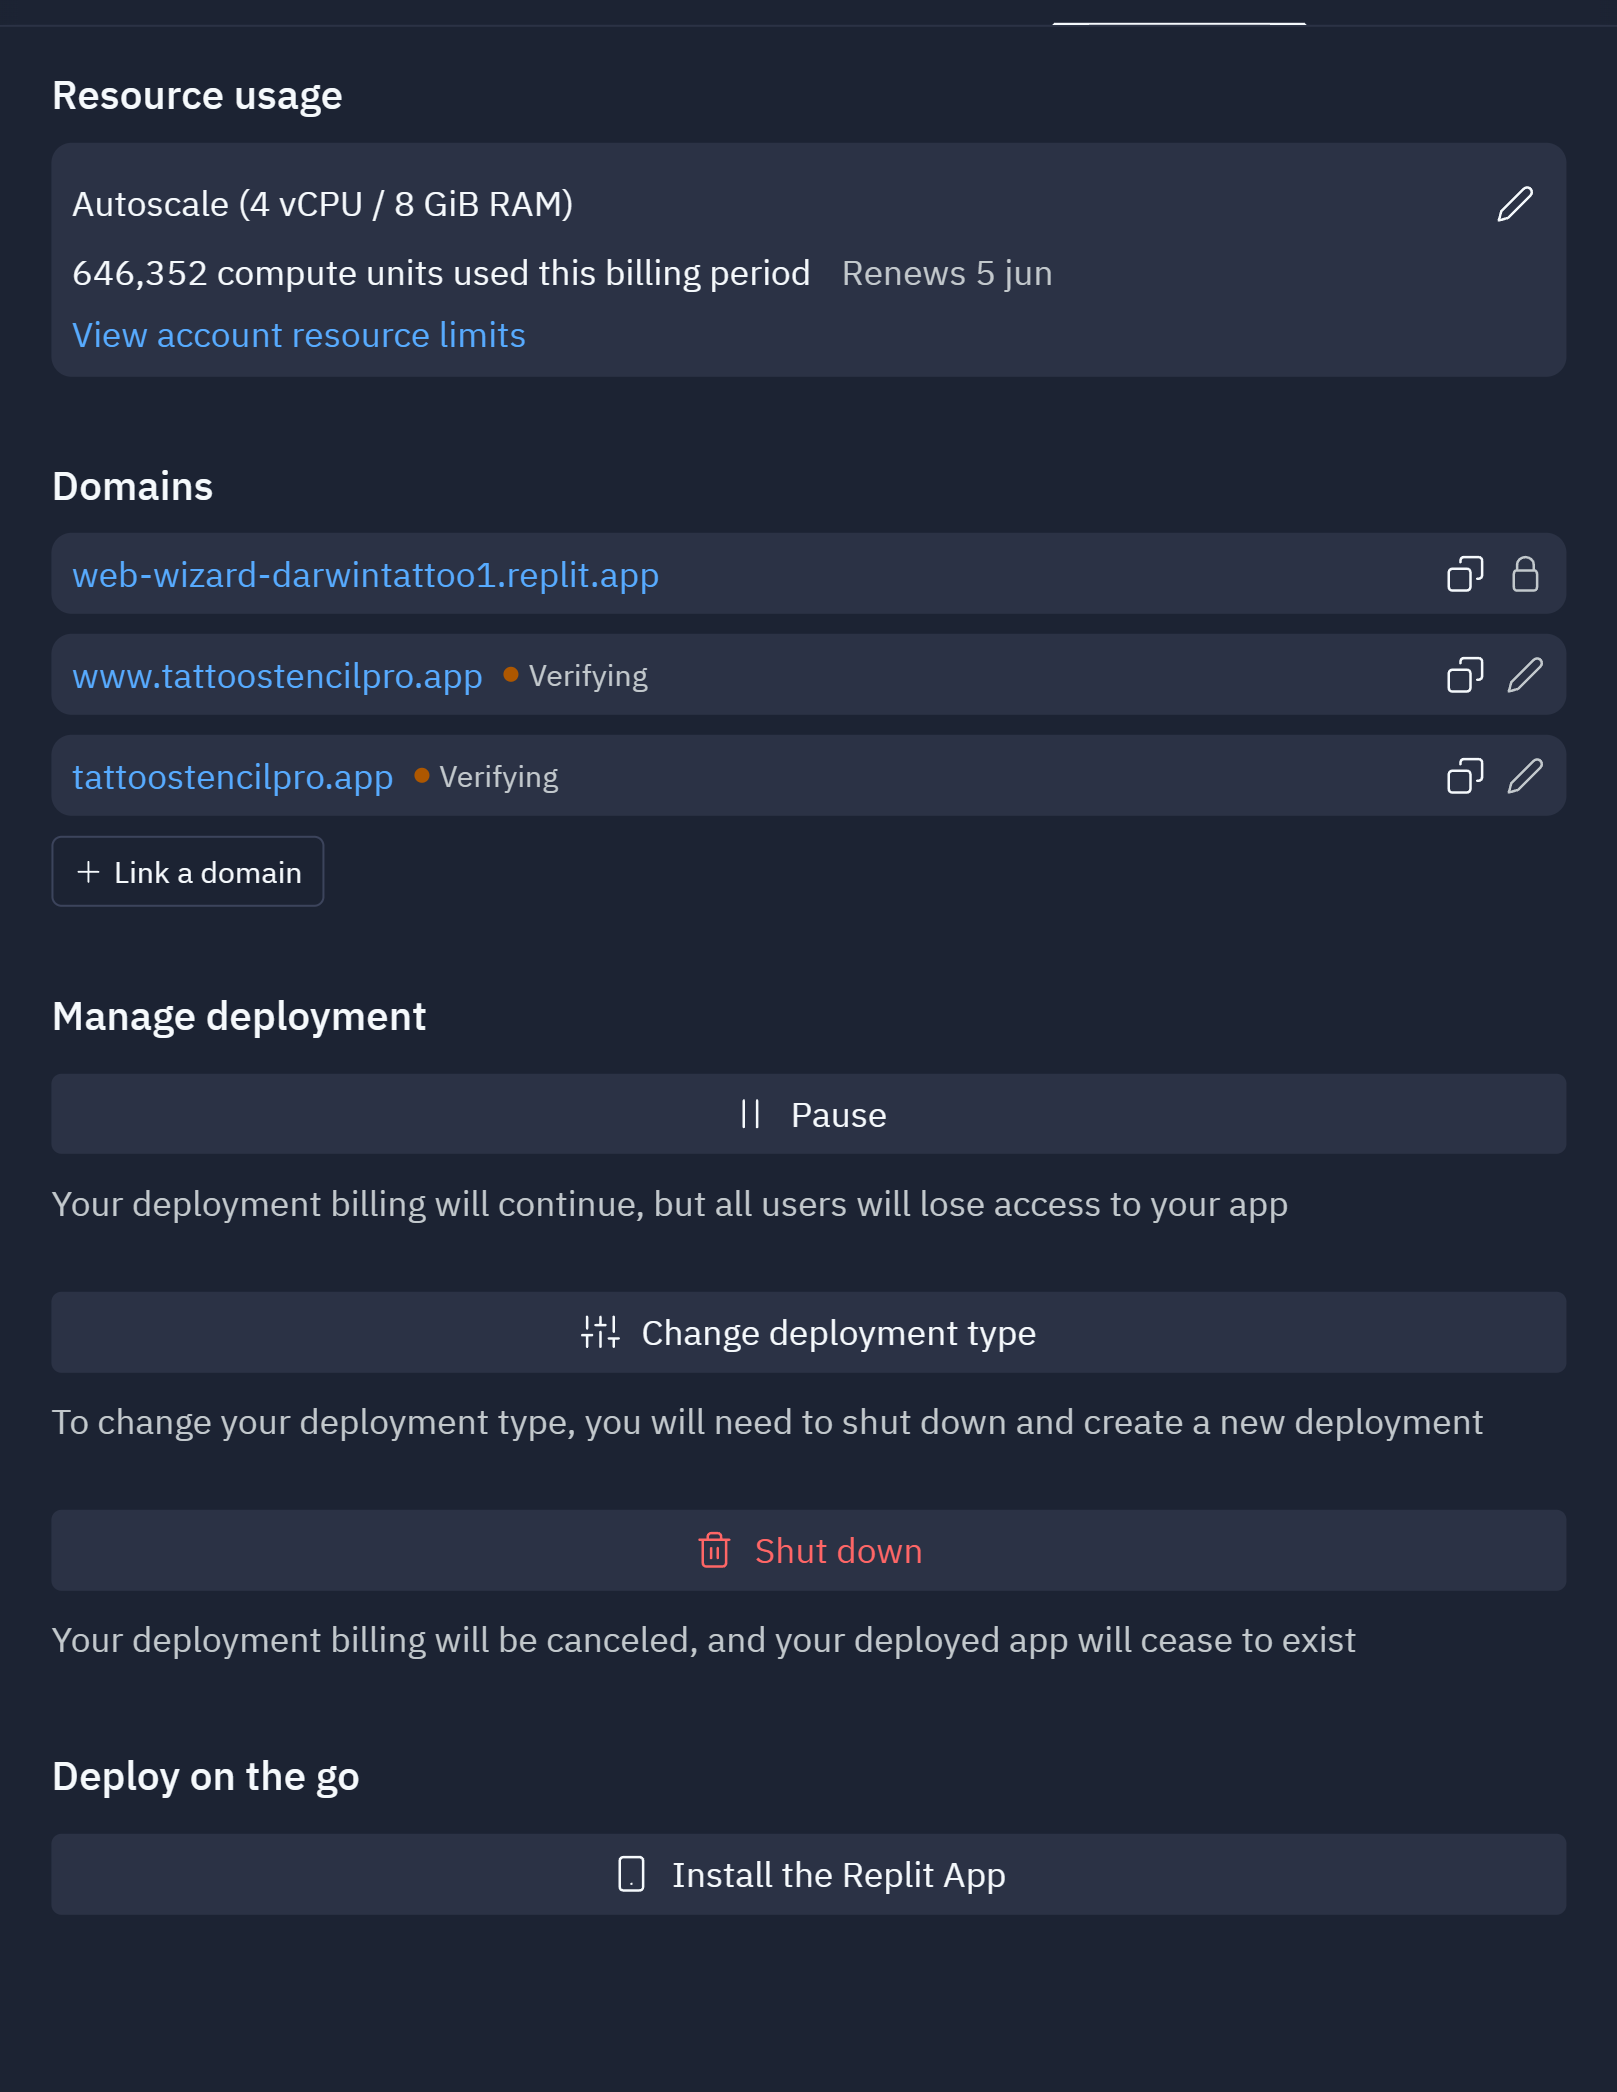 Resource usage
Autoscale (4 vCPU / 8 GiB RAM)
646,352 compute units used this billing period Renews 5 jun
View account resource limits
Domains
web-wizard-darwintattoo1.replit.app
www.tattoostencilpro.app Verifying
tattoostencilpro.app Verifying
Link a domain
Manage deployment
Pause
Your deployment billing will continue, but all users will lose access to your app
Change deployment type
To change your deployment type, you will need to shut down and create a new deployment
Shut down
Your deployment billing will be canceled, and your deployed app will cease to exist
Deploy on the go
Install the Replit App